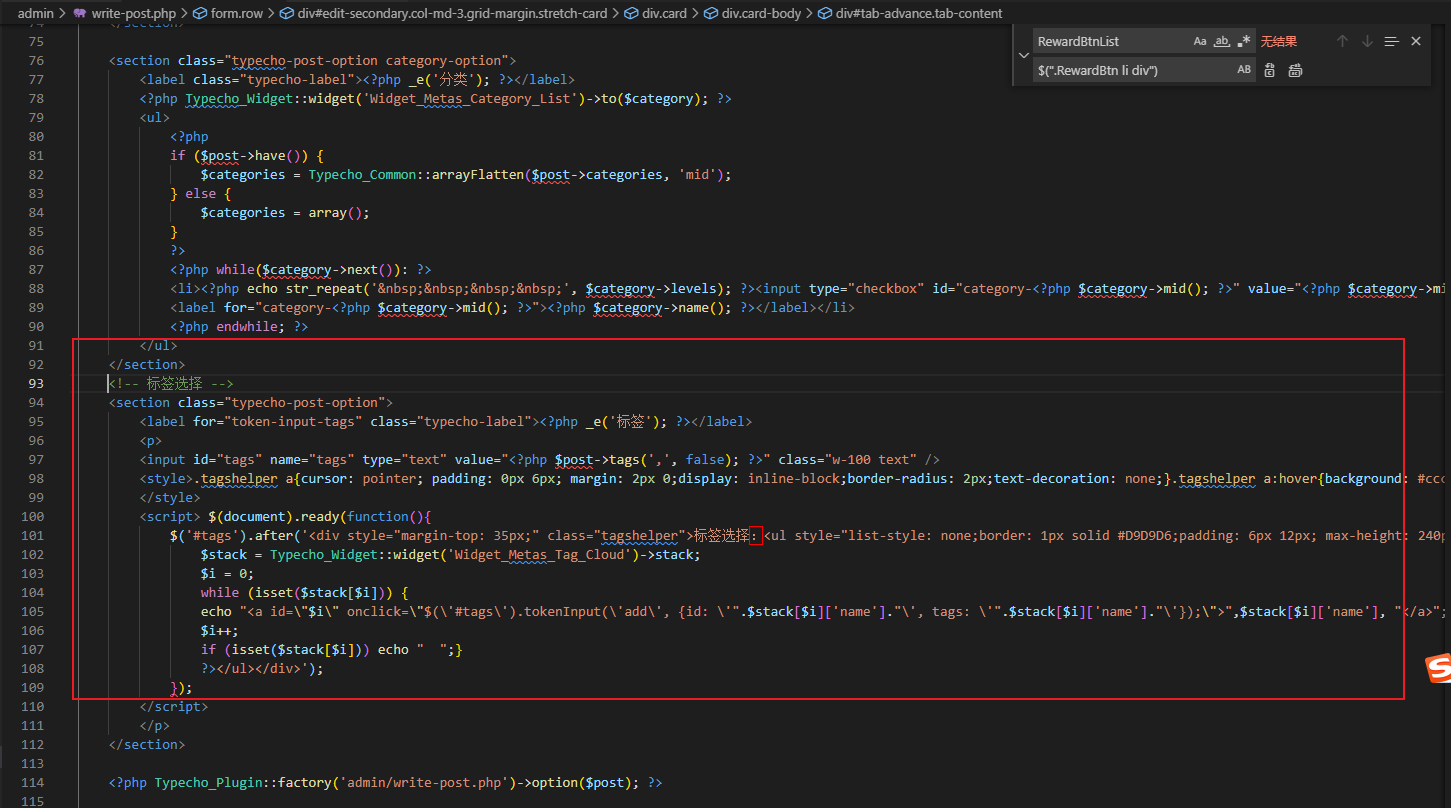 admin > write-post.php > form.row > div#edit-secondary.col-md-3.grid-margin.stretch-card > div.card > div.card-body > div#tab-advance.tab-content
RewardBtnList Aa ab 无结果
$(".RewardBtn li div") AB
75
76 <section class="typecho-post-option category-option">
77 <label class="typecho-label"><?php _e('分类'); ?></label>
78 <?php Typecho_Widget::widget('Widget_Metas_Category_List')->to($category); ?>
79 <ul>
80 <?php
81 if ($post->have()) {
82 $categories = Typecho_Common::arrayFlatten($post->categories, 'mid');
83 } else {
84 $categories = array();
85 }
86 ?>
87 <?php while($category->next()): ?>
88 <li><?php echo str_repeat('&nbsp;&nbsp;&nbsp;&nbsp;', $category->levels); ?><input type="checkbox" id="category-<?php $category->mid(); ?>" value="<?php $category->mi
89 <label for="category-<?php $category->mid(); ?>"><?php $category->name(); ?></label></li>
90 <?php endwhile; ?>
91 </ul>
92 </section>
93 <!-- 标签选择 -->
94 <section class="typecho-post-option">
95 <label for="token-input-tags" class="typecho-label"><?php _e('标签'); ?></label>
96 <p>
97 <input id="tags" name="tags" type="text" value="<?php $post->tags(',', false); ?>" class="w-100 text" />
98 <style>.tagshelper a{cursor: pointer; padding: 0px 6px; margin: 2px 0;display: inline-block;border-radius: 2px;text-decoration: none;}.tagshelper a:hover{background: #ccc
99 </style>
100 <script> $(document).ready(function(){
101 $('#tags').after('<div style="margin-top: 35px;" class="tagshelper">标签选择：<ul style="list-style: none;border: 1px solid #D9D9D6;padding: 6px 12px; max-height: 240p
102 $stack = Typecho_Widget::widget('Widget_Metas_Tag_Cloud')->stack;
103 $i = 0;
104 while (isset($stack[$i])) {
105 echo "<a id=\"$i\" onclick=\"$(\'#tags\').tokenInput(\'add\', {id: \'".$stack[$i]['name']."\', tags: \'".$stack[$i]['name']."\'});\">",$stack[$i]['name'], "</a>";
106 $i++;
107 if (isset($stack[$i])) echo "  ";}
108 ?></ul></div>');
109 });
110 </script>
111 </p>
112 </section>
113
114 <?php Typecho_Plugin::factory('admin/write-post.php')->option($post); ?>
115